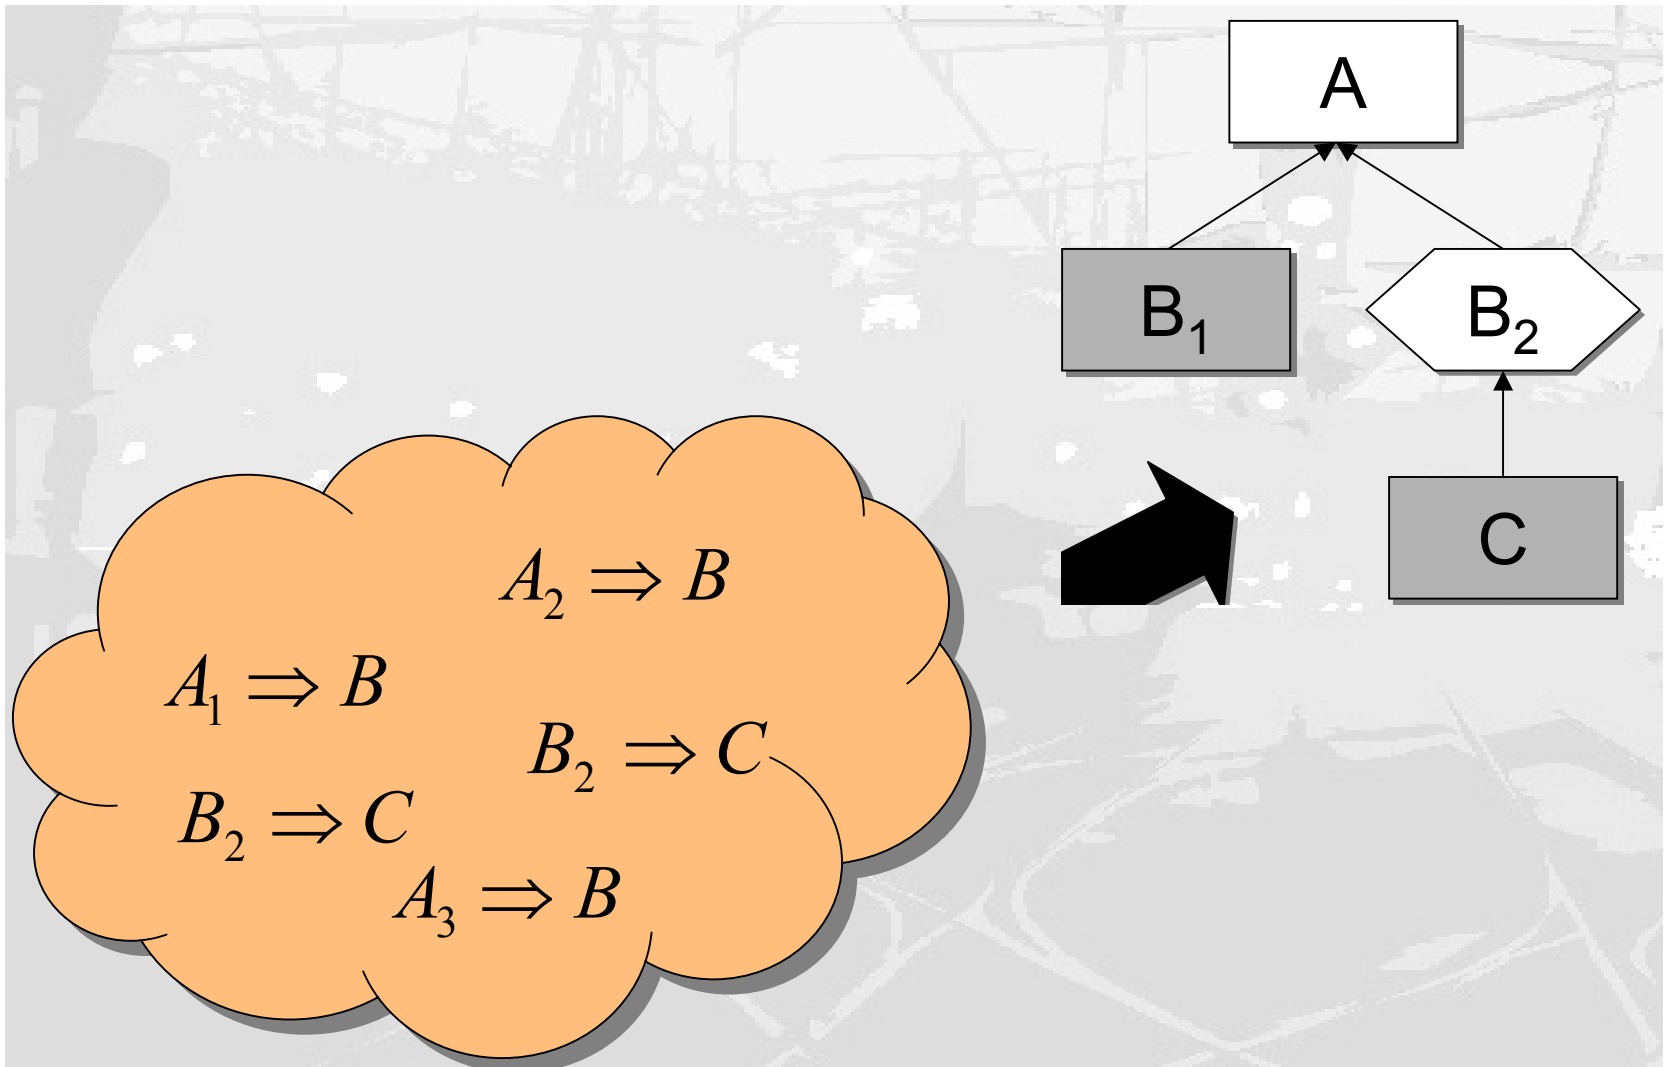 A
B₁
B₂
C
A₂ ⇒ B
A₁ ⇒ B
B₂ ⇒ C
B₂ ⇒ C
A₃ ⇒ B